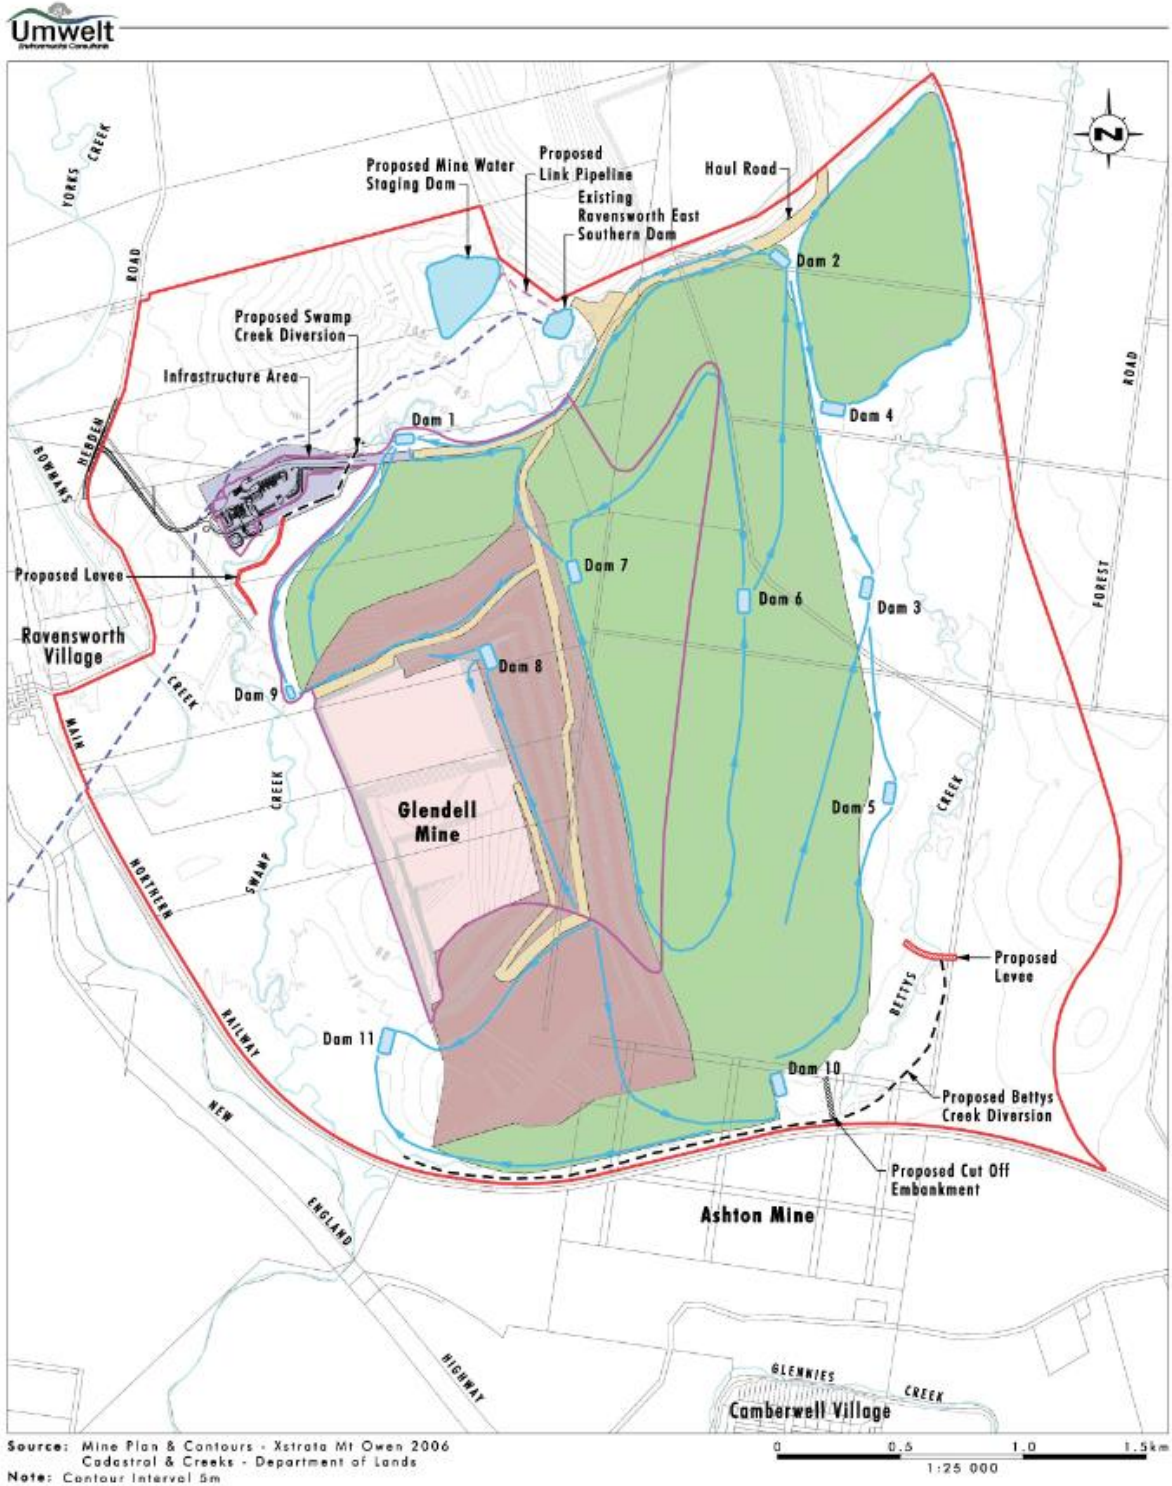 Umwelt
Environmental Consultants
YORKS
CREEK
ROAD
Proposed Mine Water
Staging Dam
Proposed
Link Pipeline
Existing
Ravensworth East
Southern Dam
Haul Road
N
Dam 2
Proposed Swamp
Creek Diversion
Infrastructure Area
Dam 1
Dam 4
ROAD
HEBDEN
BOWMANS
Proposed Levee
Dam 7
Dam 6
Dam 3
FOREST
Ravensworth
Village
CREEK
Dam 9
Dam 8
MAIN
CREEK
Glendell
Mine
Dam 5
CREEK
SWAMP
NORTHERN
Proposed
Levee
BETTYS
RAILWAY
Dam 11
Dam 10
NEW
Proposed Bettys
Creek Diversion
Proposed Cut Off
Embankment
ENGLAND
Ashton Mine
HIGHWAY
GLENNIES
CREEK
Camberwell Village
Source: Mine Plan & Contours - Xstrata Mt Owen 2006
Cadastral & Creeks - Department of Lands
Note: Contour Interval 5m
0 0.5 1.0 1.5km
1:25 000